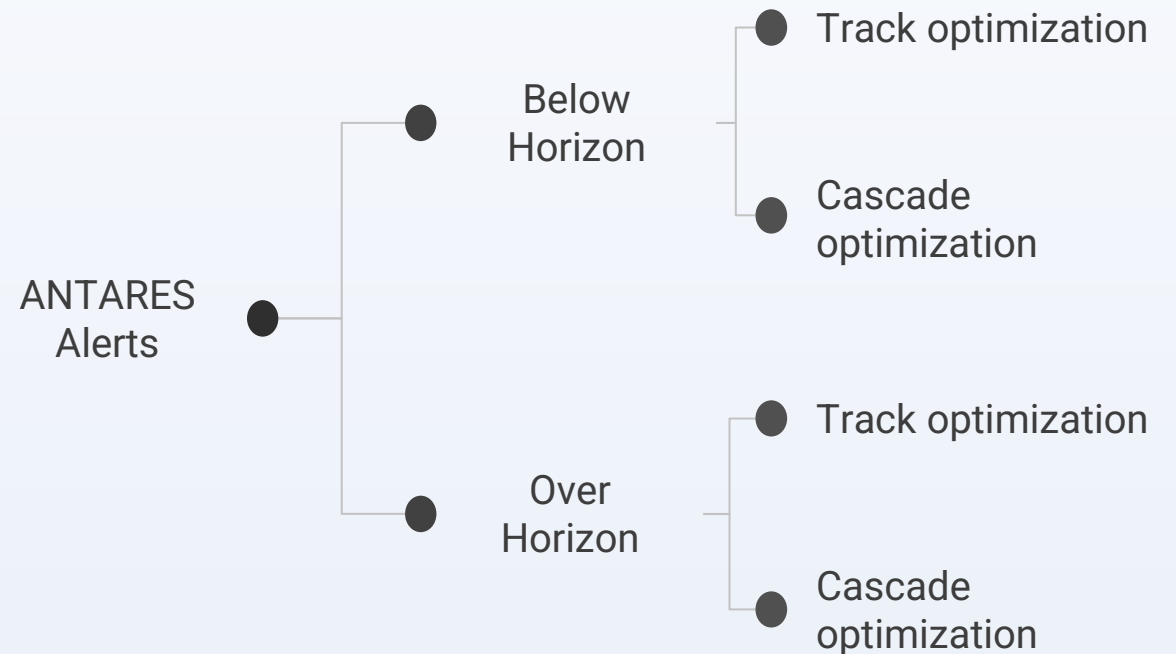 Track optimization
Below
Horizon
Cascade
optimization
ANTARES
Alerts
Track optimization
Over
Horizon
Cascade
optimization